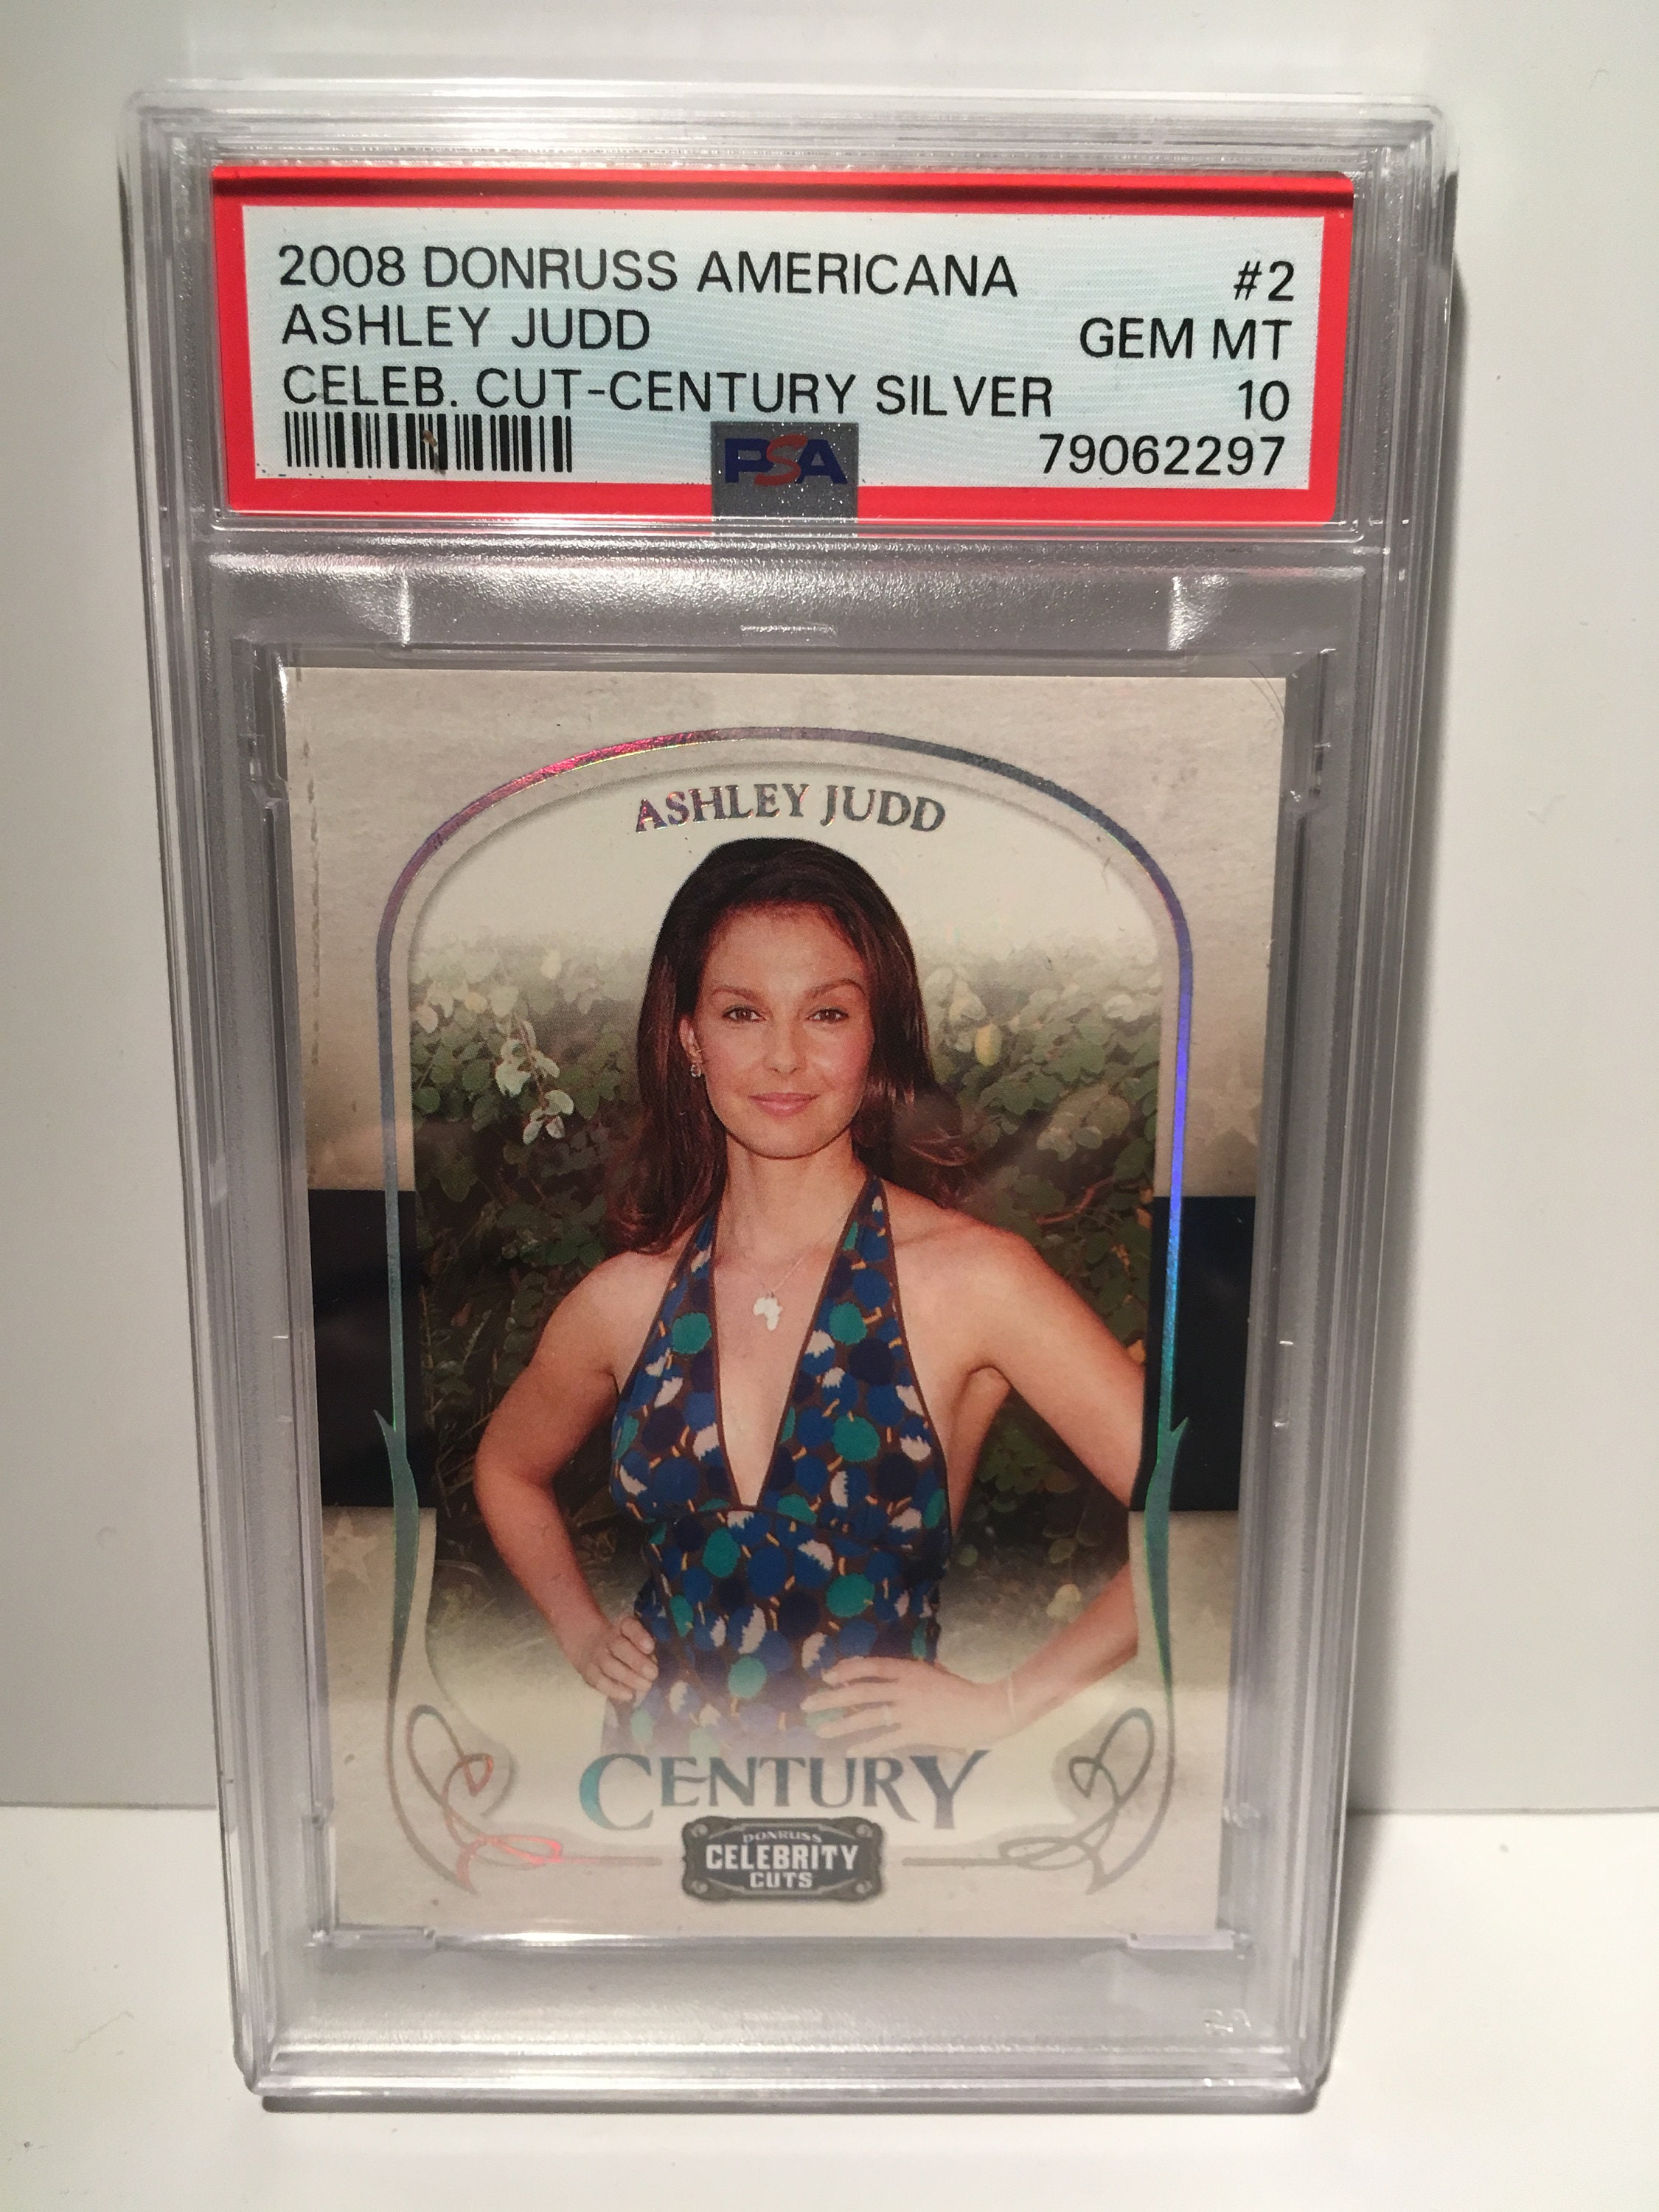 2008 DONRUSS AMERICANA #2
ASHLEY JUDD GEM MT
CELEB. CUT-CENTURY SILVER 10
PSA 79062297
ASHLEY JUDD
CENTURY
DONRUSS
CELEBRITY
CUTS